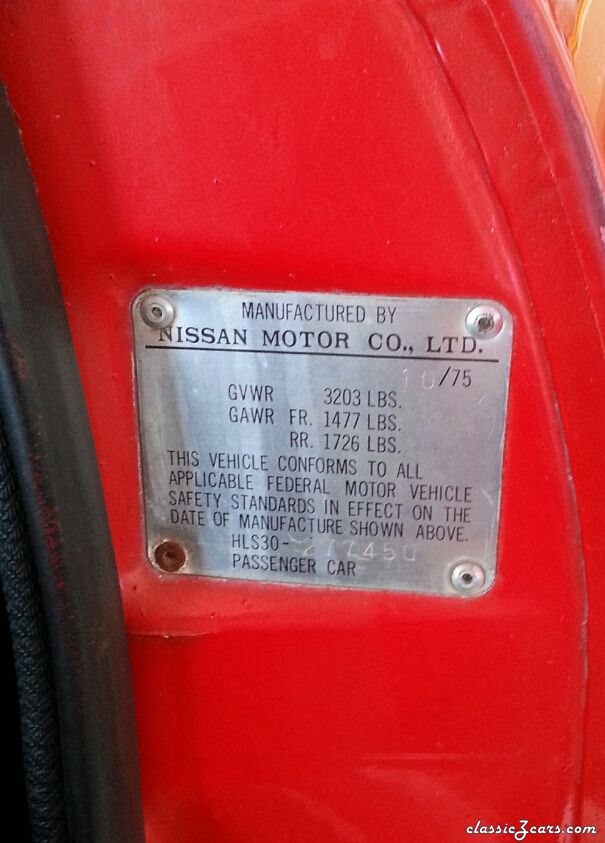 MANUFACTURED BY
NISSAN MOTOR CO., LTD.
10/75
GVWR 3203 LBS.
GAWR FR. 1477 LBS.
RR. 1726 LBS.
THIS VEHICLE CONFORMS TO ALL
APPLICABLE FEDERAL MOTOR VEHICLE
SAFETY STANDARDS IN EFFECT ON THE
DATE OF MANUFACTURE SHOWN ABOVE.
HLS30-
PASSENGER CAR
classicZcars.com